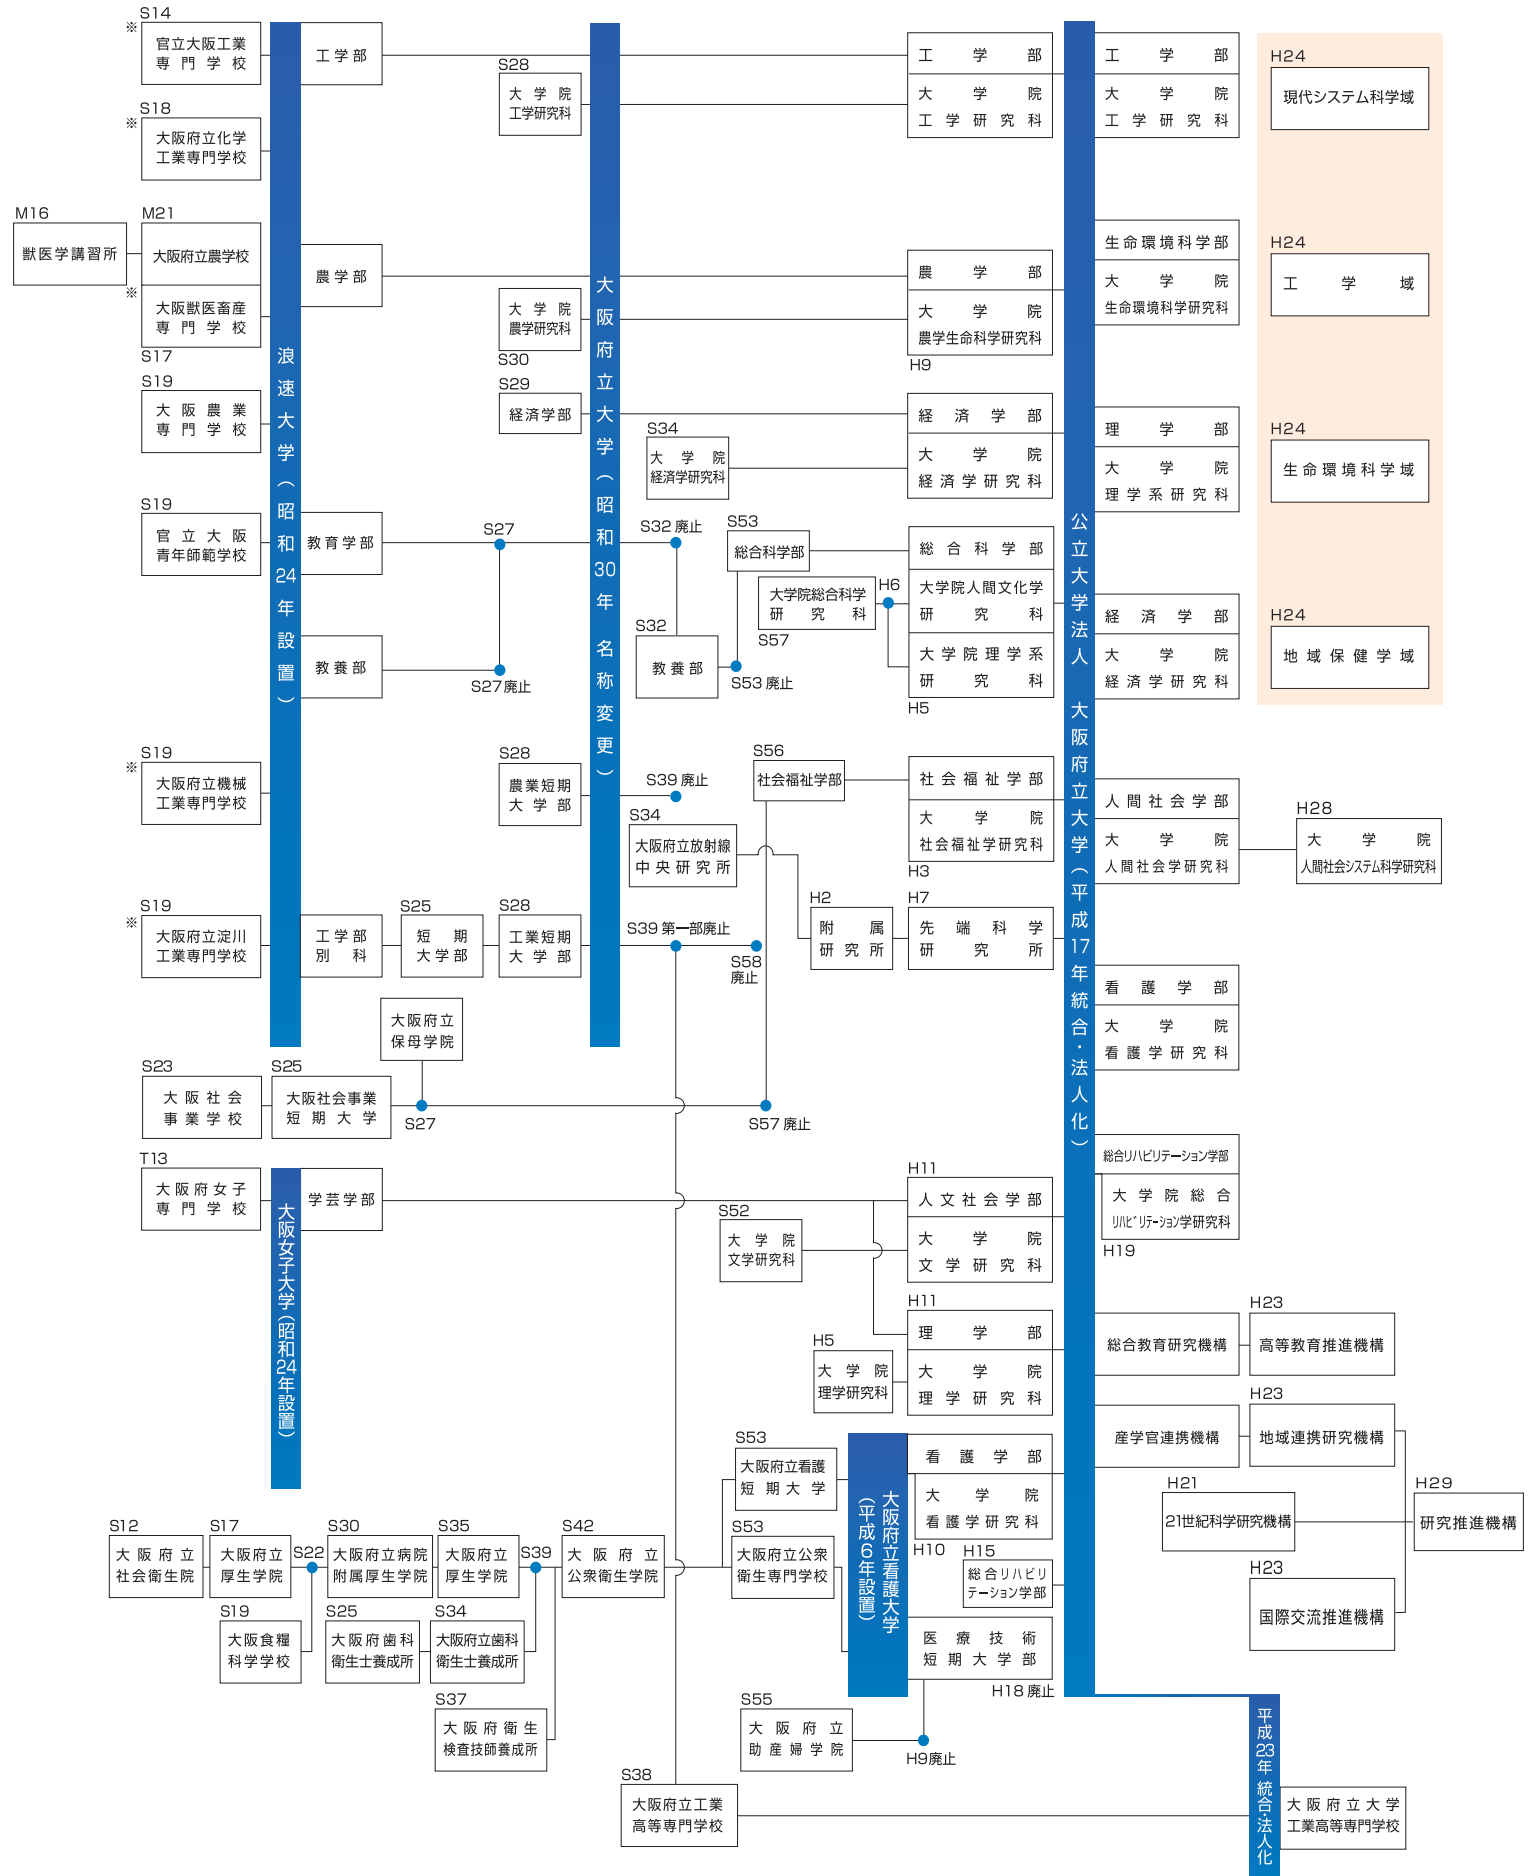 ※
S14
官立大阪工業
専門学校
※
S18
大阪府立化学
工業専門学校
M16
獣医学講習所
M21
大阪府立農学校
※
大阪獣医畜産
専門学校
S17
S19
大阪農業
専門学校
S19
官立大阪
青年師範学校
※
S19
大阪府立機械
工業専門学校
※
S19
大阪府立淀川
工業専門学校
S23
大阪社会
事業学校
S25
大阪社会事業
短期大学
T13
大阪府女子
専門学校
浪速大学(昭和24年設置)
工学部
農学部
教育学部
教養部
工学部
別科
S25
短期
大学部
大阪府立
保母学院
S27
大阪女子大学(昭和24年設置)
学芸学部
S28
大学院
工学研究科
大学院
農学研究科
S30
S29
経済学部
S27
S27廃止
S28
農業短期
大学部
S28
工業短期
大学部
大阪府立大学(昭和30年 名称変更)
S34
大学院
経済学研究科
S32廃止
S32
教養部
S53廃止
S53
総合科学部
大学院総合科学
研究科
S57
H6
S39廃止
S34
大阪府立放射線
中央研究所
S56
社会福祉学部
H2
附属
研究所
S39第一部廃止
S58
廃止
S57廃止
S52
大学院
文学研究科
H5
大学院
理学研究科
工学部
大学院
工学研究科
農学部
大学院
農学生命科学研究科
H9
経済学部
大学院
経済学研究科
総合科学部
大学院人間文化学
研究科
大学院理学系
研究科
H5
社会福祉学部
大学院
社会福祉学研究科
H3
H7
先端科学
研究所
H11
人文社会学部
大学院
文学研究科
H11
理学部
大学院
理学研究科
S12
大阪府立
社会衛生院
S17
大阪府立
厚生学院
S22
S19
大阪食糧
科学学校
S30
大阪府立病院
附属厚生学院
S25
大阪府歯科
衛生士養成所
S35
大阪府立
厚生学院
S34
大阪府立歯科
衛生士養成所
S39
S37
大阪府衛生
検査技師養成所
S42
大阪府立
公衆衛生学院
S53
大阪府立看護
短期大学
S53
大阪府立公衆
衛生専門学校
S55
大阪府立
助産婦学院
H9廃止
S38
大阪府立工業
高等専門学校
大阪府立看護大学
(平成6年設置)
看護学部
大学院
看護学研究科
H10
H15
総合リハビリ
テーション学部
医療技術
短期大学部
H18廃止
公立大学法人 大阪府立大学(平成17年統合・法人化)
工学部
大学院
工学研究科
生命環境科学部
大学院
生命環境科学研究科
理学部
大学院
理学系研究科
経済学部
大学院
経済学研究科
人間社会学部
大学院
人間社会学研究科
H28
大学院
人間社会システム科学研究科
看護学部
大学院
看護学研究科
総合リハビリテーション学部
大学院総合
リハビリテーション学研究科
H19
総合教育研究機構
H23
高等教育推進機構
産学官連携機構
H23
地域連携研究機構
H21
21世紀科学研究機構
H23
国際交流推進機構
H29
研究推進機構
H24
現代システム科学域
H24
工学域
H24
生命環境科学域
H24
地域保健学域
平成23年 統合・法人化
大阪府立大学
工業高等専門学校